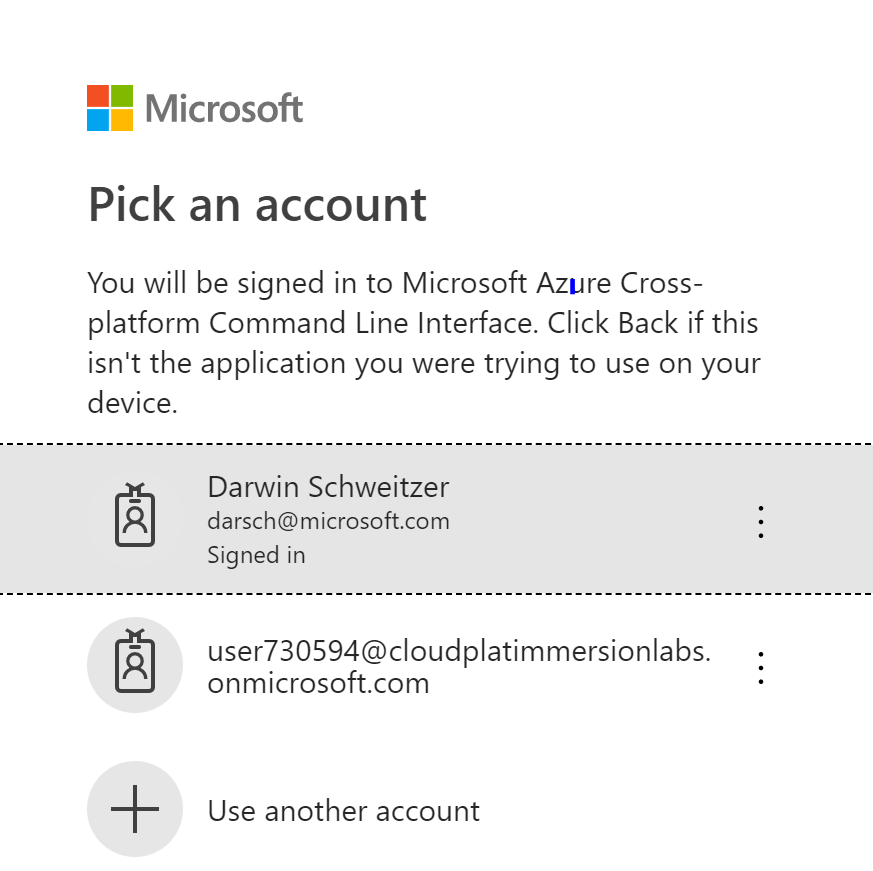 Microsoft
Pick an account
You will be signed in to Microsoft Azure Cross-
platform Command Line Interface. Click Back if this
isn't the application you were trying to use on your
device.
Darwin Schweitzer
darsch@microsoft.com
Signed in
user730594@cloudplatimmersionlabs.
onmicrosoft.com
Use another account